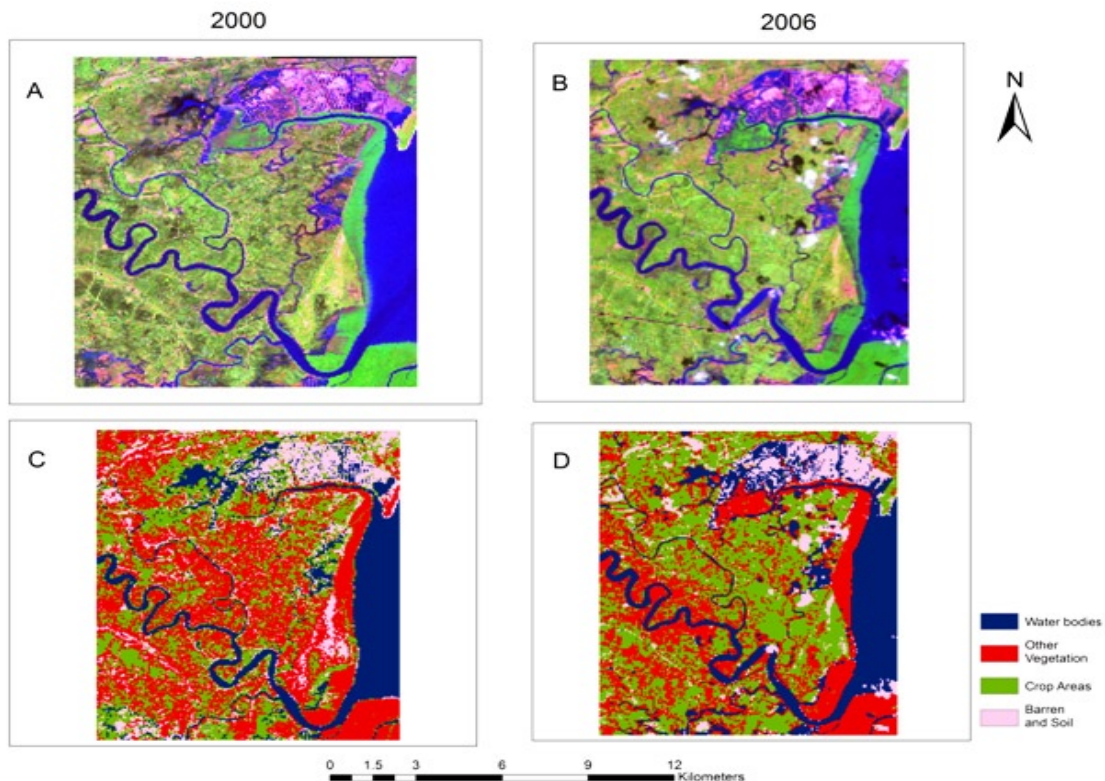 2000
2006
A
B
N
C
D
Water bodies
Other
Vegetation
Crop Areas
Barren
and Soil
0 1.5 3 6 9 12
Kilometers